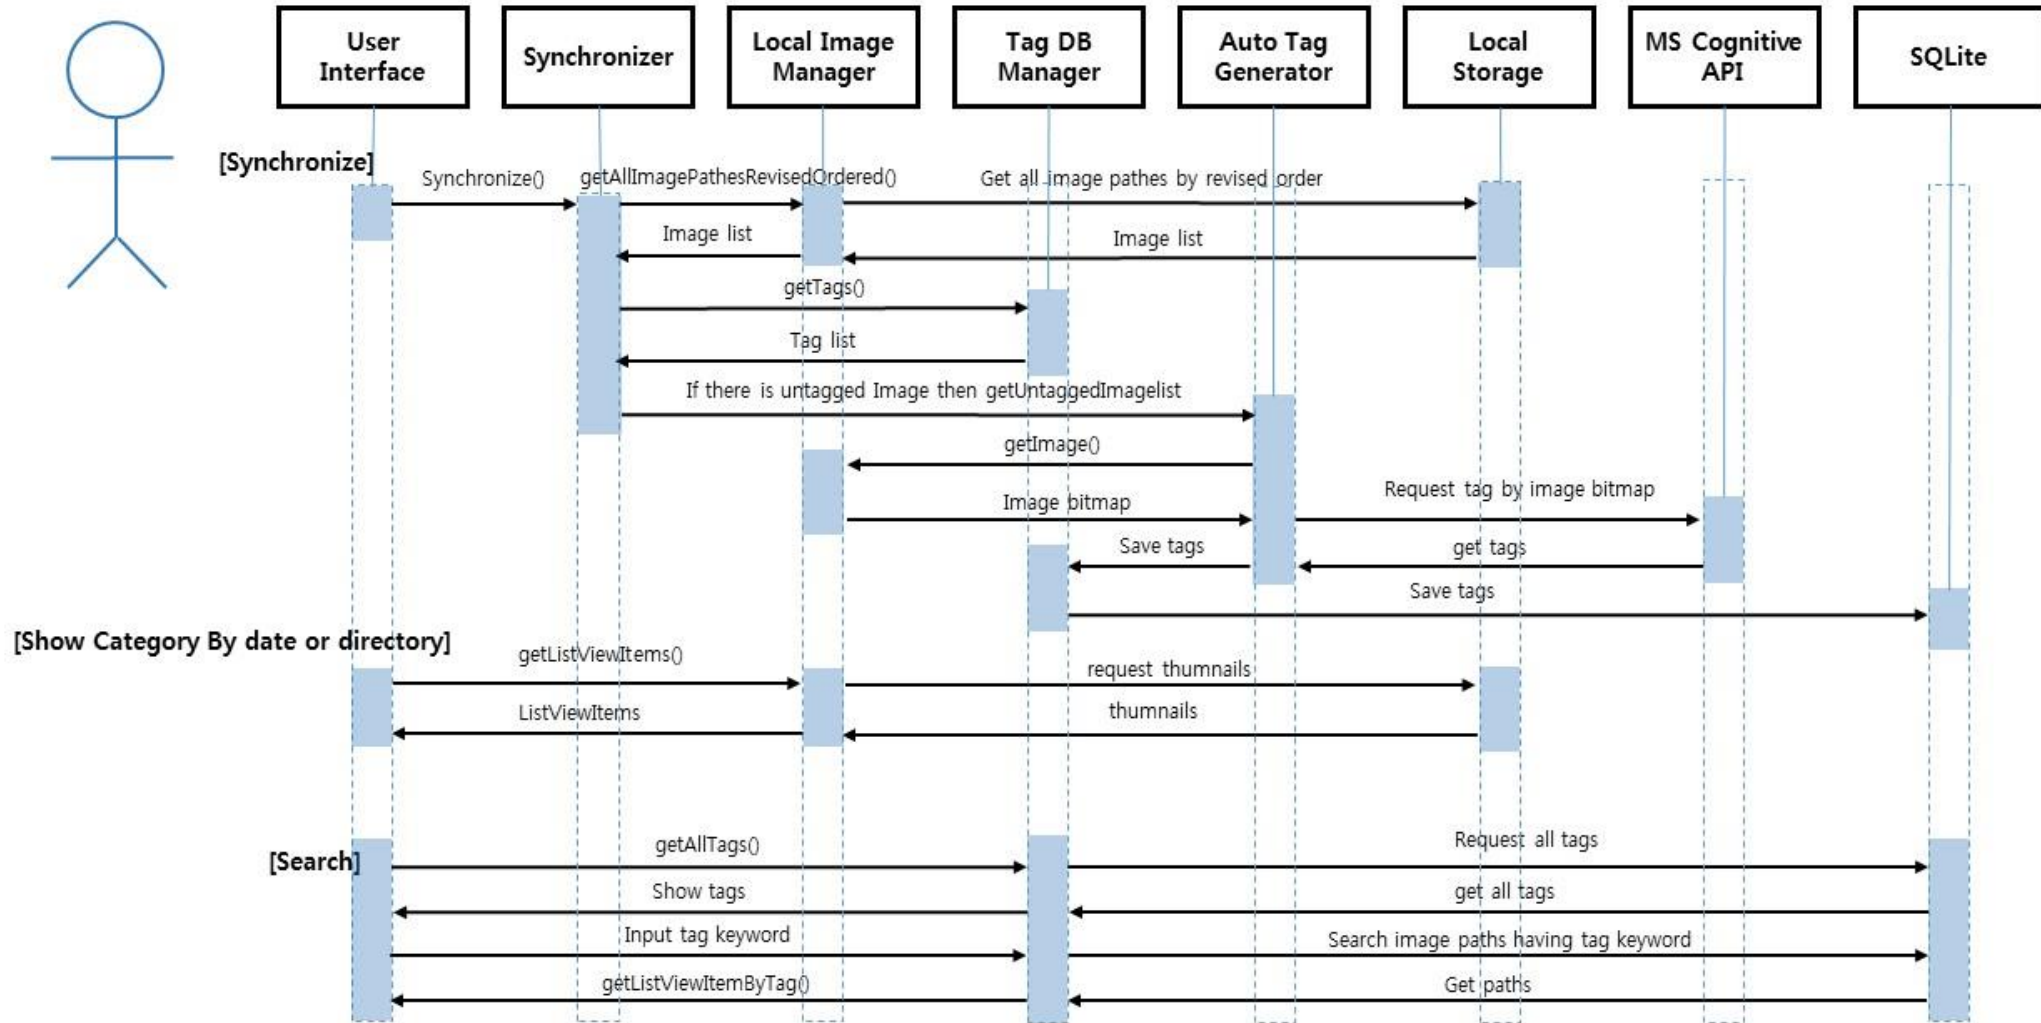 User
Interface
Synchronizer
Local Image
Manager
Tag DB
Manager
Auto Tag
Generator
Local
Storage
MS Cognitive
API
SQLite
[Synchronize]
Synchronize()
getAllImagePathesRevisedOrdered()
Get all image pathes by revised order
Image list
Image list
getTags()
Tag list
If there is untagged Image then getUntaggedImagelist
getImage()
Image bitmap
Request tag by image bitmap
Save tags
get tags
Save tags
[Show Category By date or directory]
getListViewItems()
request thumnails
ListViewItems
thumnails
[Search]
getAllTags()
Request all tags
Show tags
get all tags
Input tag keyword
Search image paths having tag keyword
getListViewItemByTag()
Get paths